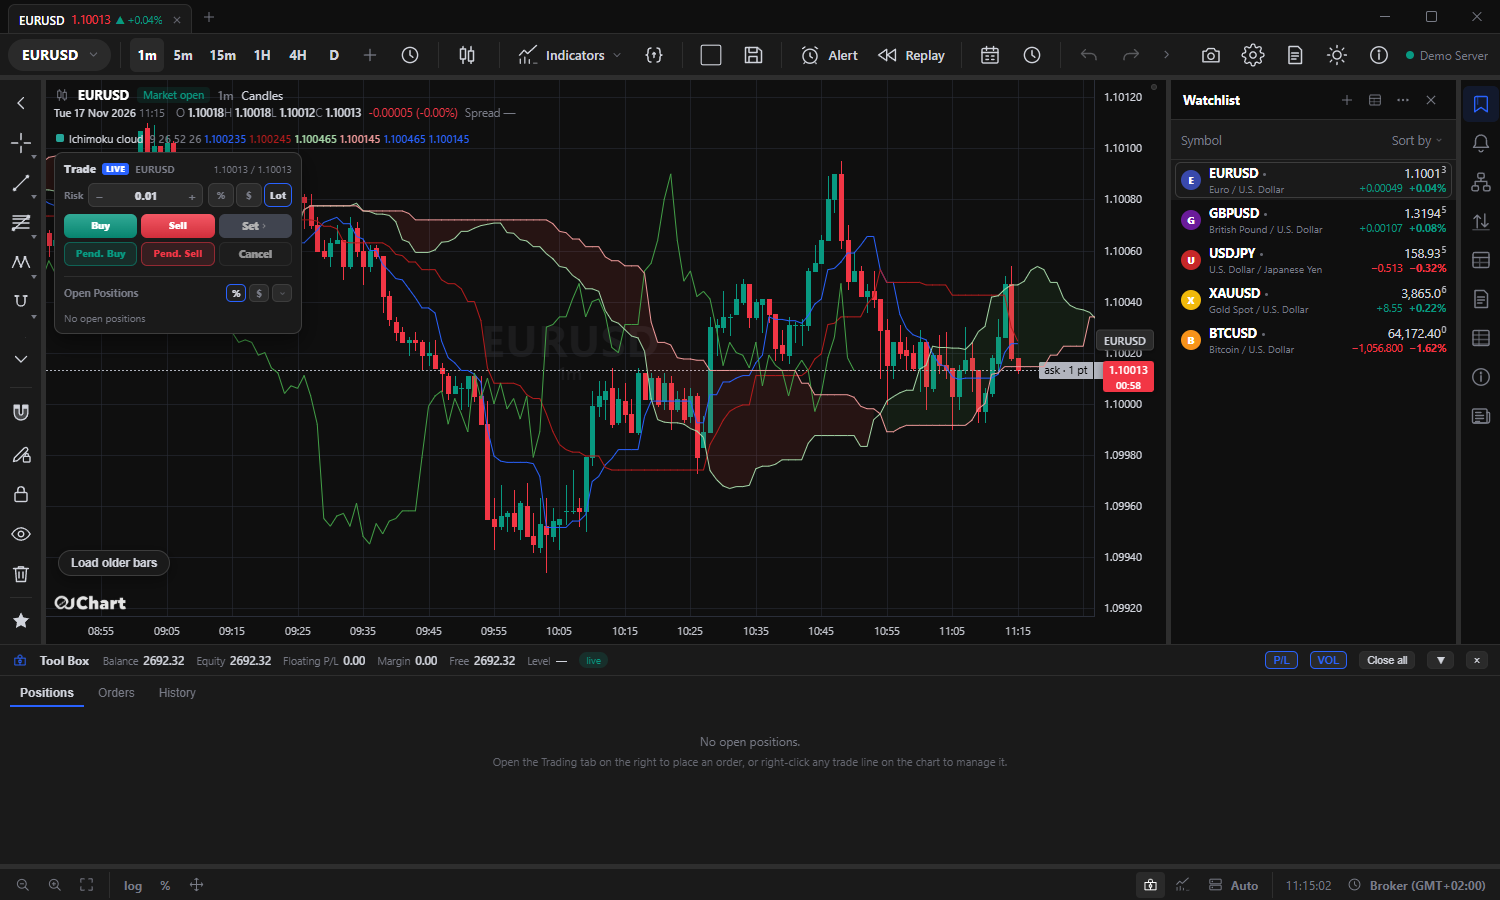 EURUSD 1.10013 ▲ +0.04% ×
EURUSD 1m 5m 15m 1H 4H D Indicators Alert Replay Demo Server
EURUSD Market open 1m Candles
Tue 17 Nov 2026 11:15 O 1.10018 H 1.10018 L 1.10012 C 1.10013 -0.00005 (-0.00%) Spread —
Ichimoku cloud 9 26 52 26 1.100235 1.100245 1.100465 1.100145 1.100465 1.100145
Trade LIVE EURUSD 1.10013 / 1.10013
Risk − 0.01 + % $ Lot
Buy Sell Set ›
Pend. Buy Pend. Sell Cancel
Open Positions % $
No open positions
EURUSD
1m
Load older bars
Chart
1.10120
1.10100
1.10080
1.10060
1.10040
EURUSD
1.10020
ask · 1 pt 1.10013
00:58
1.10000
1.09980
1.09960
1.09940
1.09920
08:55 09:05 09:15 09:25 09:35 09:45 09:55 10:05 10:15 10:25 10:35 10:45 10:55 11:05 11:15
Watchlist
Symbol Sort by
E EURUSD 1.10013
Euro / U.S. Dollar +0.00049 +0.04%
G GBPUSD 1.31945
British Pound / U.S. Dollar +0.00107 +0.08%
U USDJPY 158.935
U.S. Dollar / Japanese Yen −0.513 −0.32%
X XAUUSD 3,865.06
Gold Spot / U.S. Dollar +8.55 +0.22%
B BTCUSD 64,172.400
Bitcoin / U.S. Dollar −1,056.800 −1.62%
Tool Box Balance 2692.32 Equity 2692.32 Floating P/L 0.00 Margin 0.00 Free 2692.32 Level — live P/L VOL Close all ▼ ×
Positions Orders History
No open positions.
Open the Trading tab on the right to place an order, or right-click any trade line on the chart to manage it.
log % Auto 11:15:02 Broker (GMT+02:00)